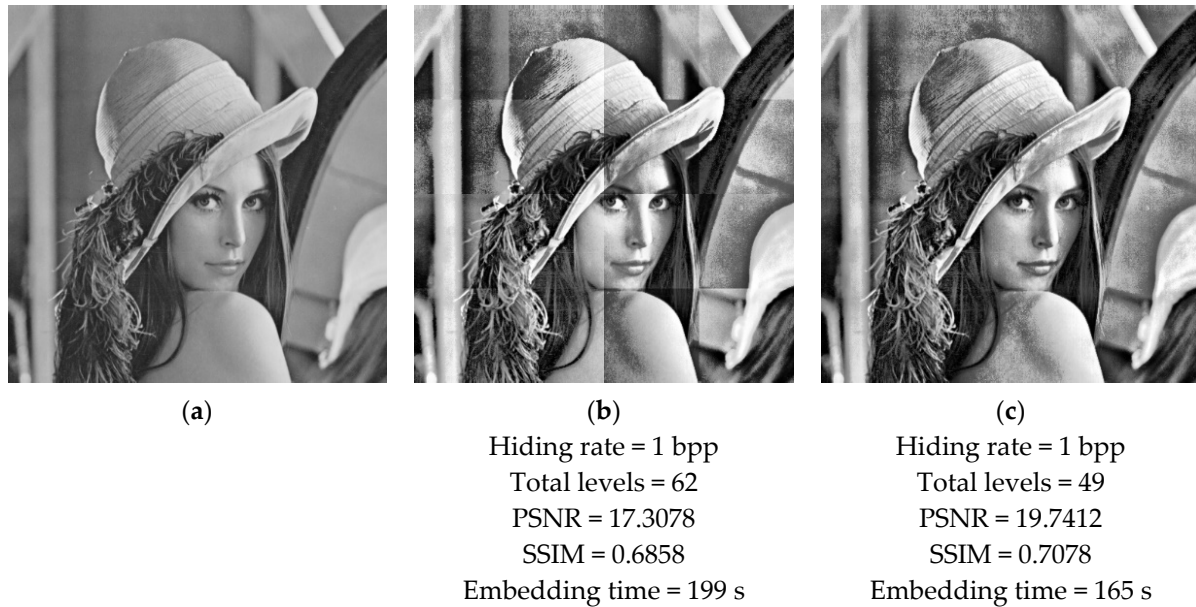 (a)
(b)
Hiding rate = 1 bpp
Total levels = 62
PSNR = 17.3078
SSIM = 0.6858
Embedding time = 199 s
(c)
Hiding rate = 1 bpp
Total levels = 49
PSNR = 19.7412
SSIM = 0.7078
Embedding time = 165 s